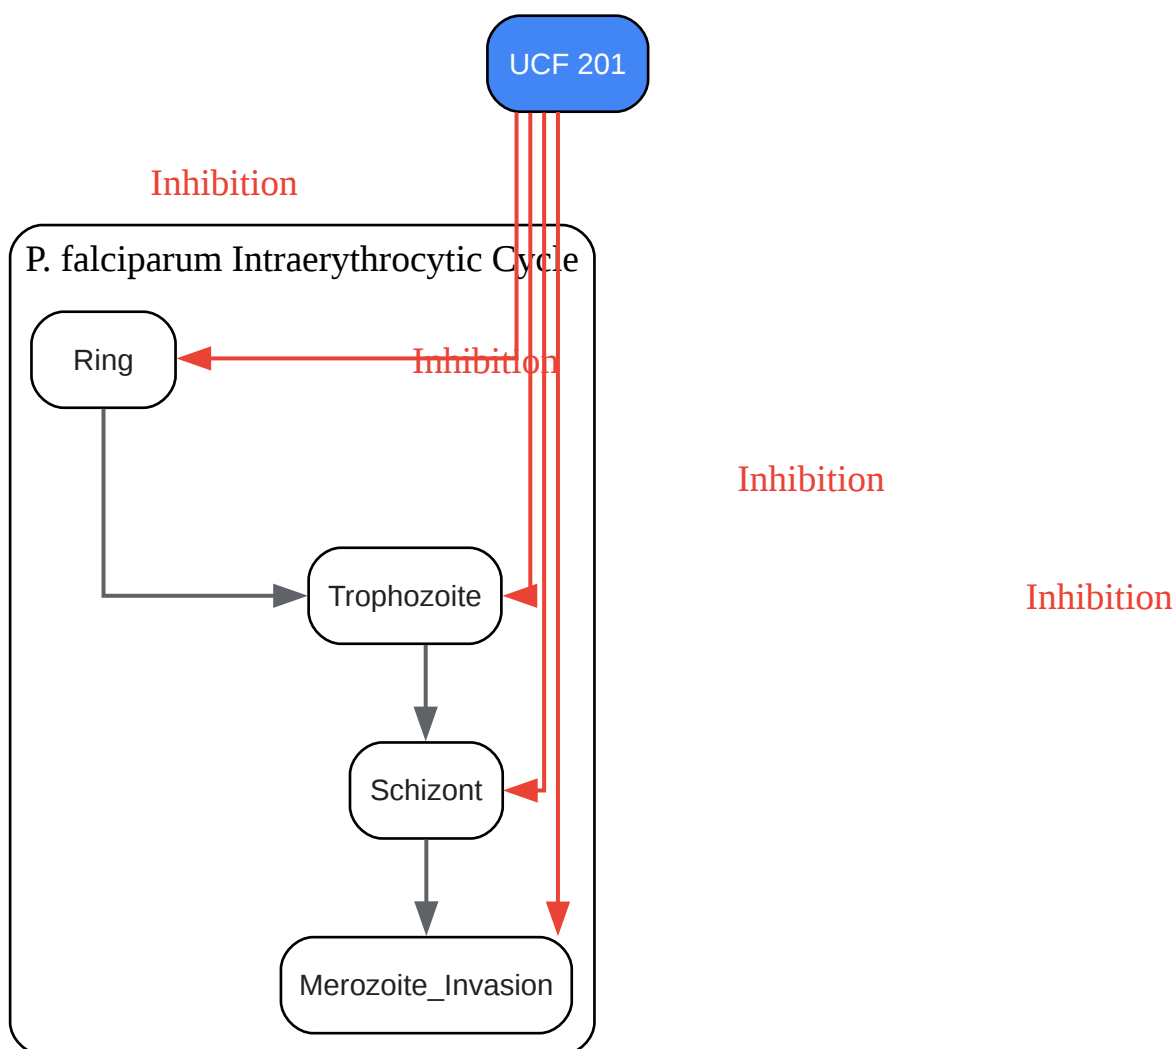 UCF 201
Inhibition
P. falciparum Intraerythrocytic Cycle
Ring
Inhibition
Inhibition
Trophozoite
Inhibition
Schizont
Merozoite_Invasion